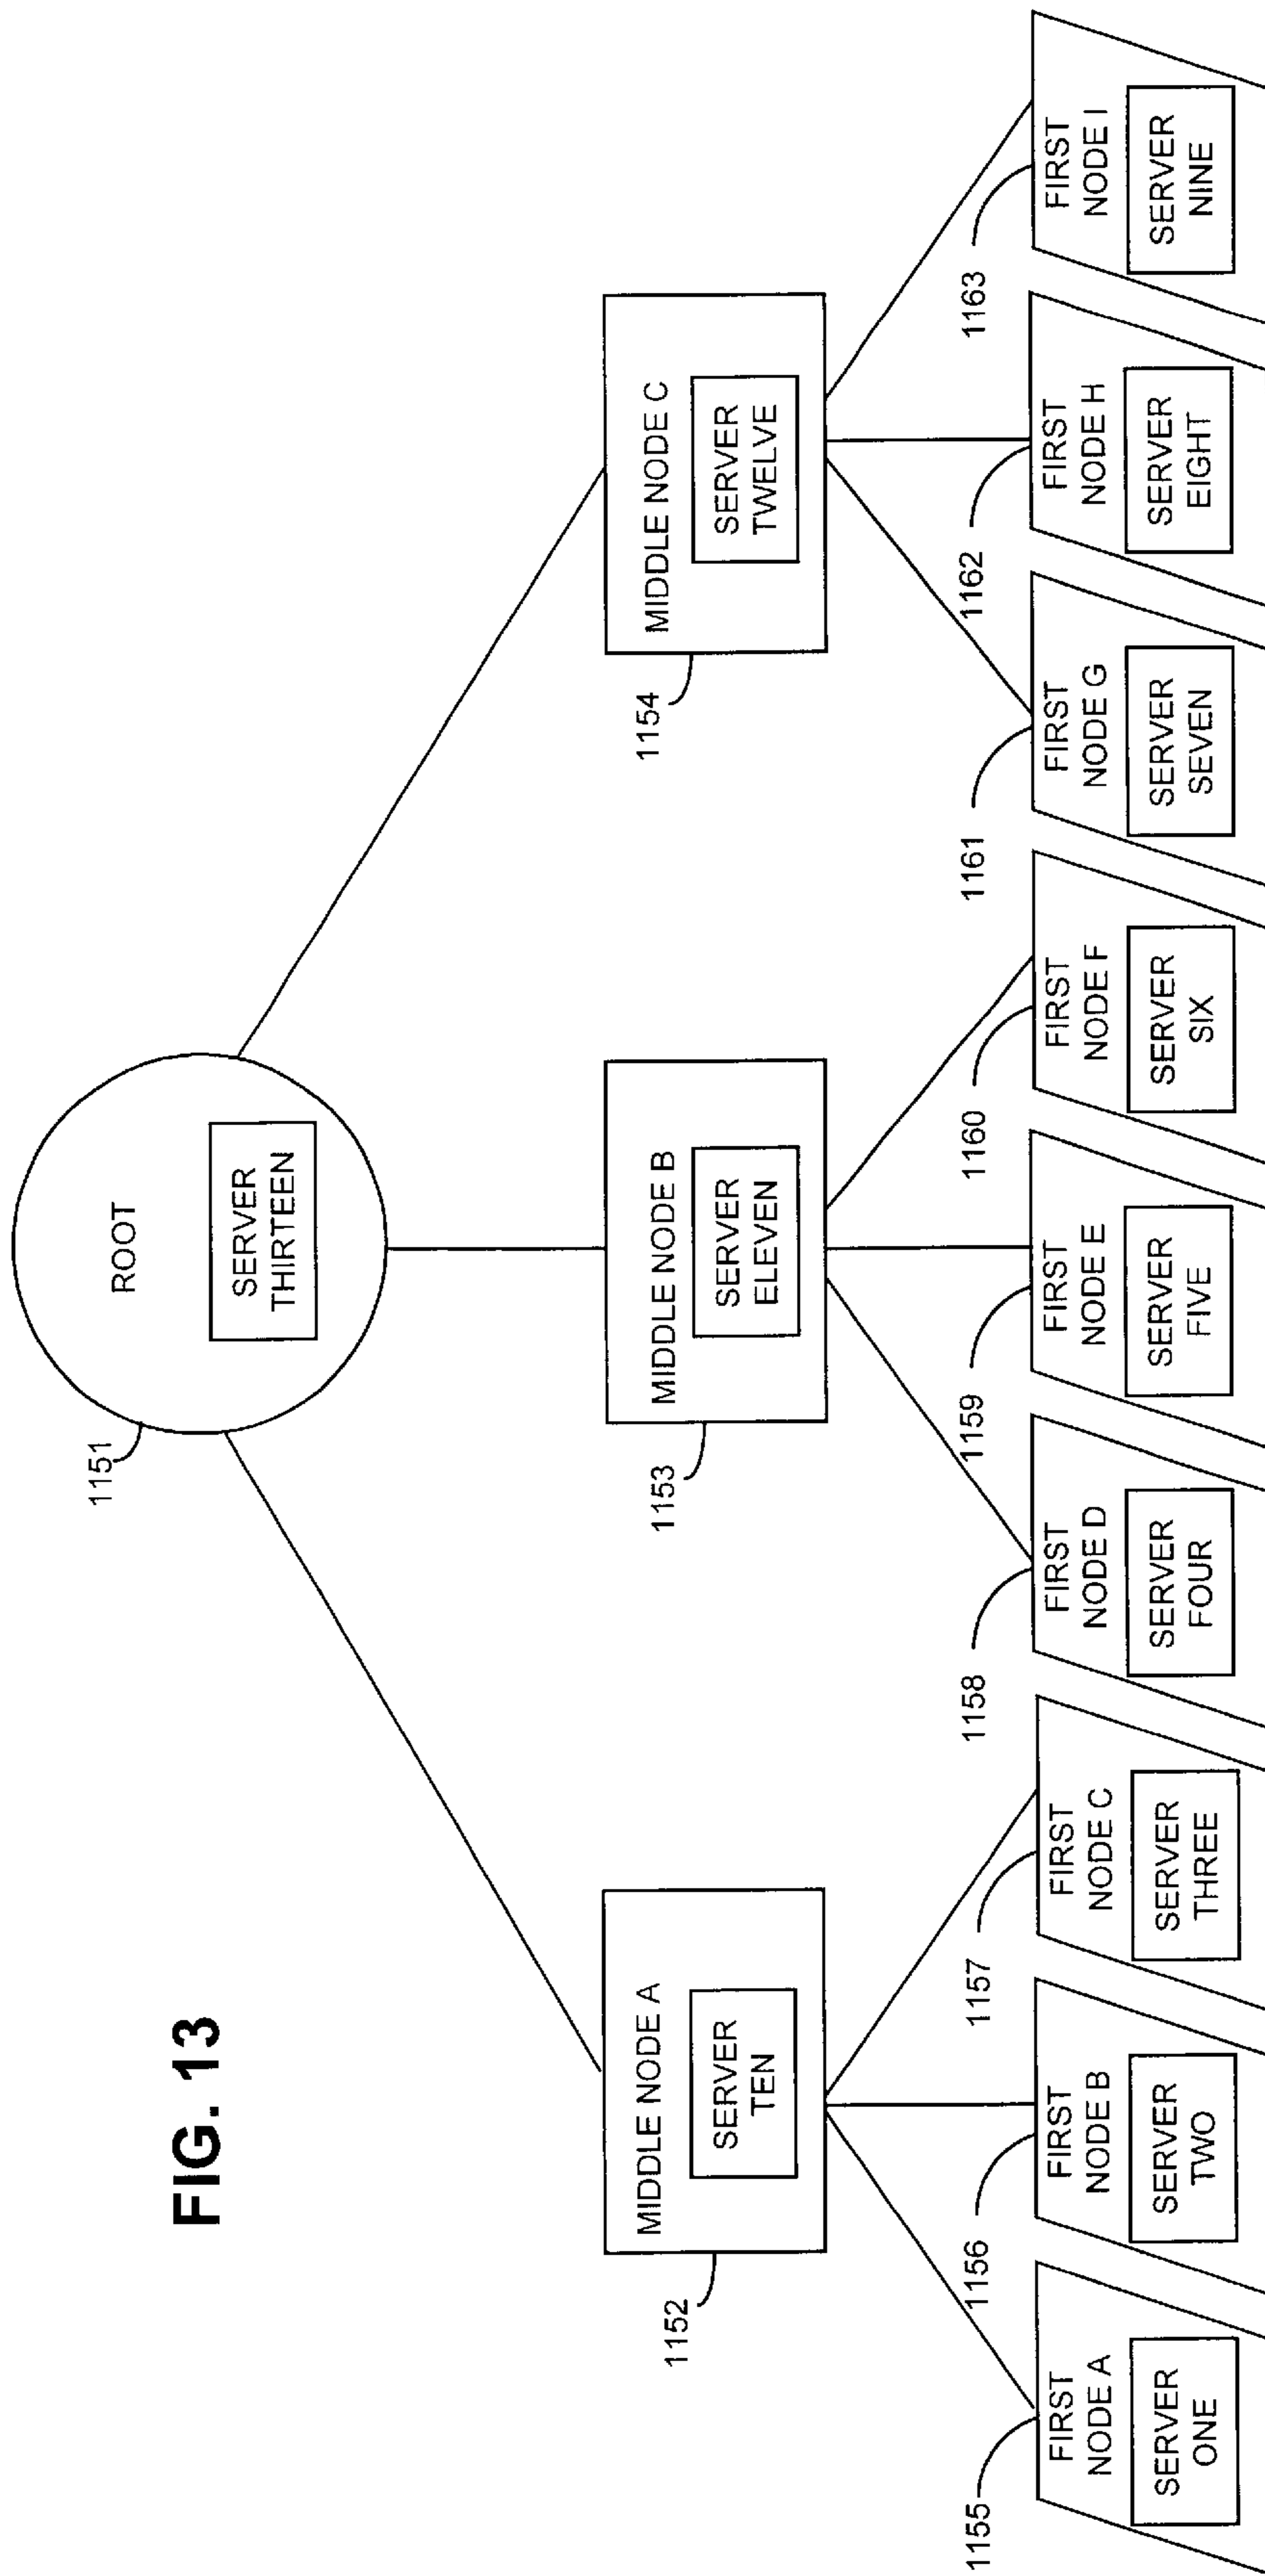 FIG. 13
ROOT
SERVER
THIRTEEN
1151
MIDDLE NODE A
SERVER
TEN
1152
MIDDLE NODE B
SERVER
ELEVEN
1153
MIDDLE NODE C
SERVER
TWELVE
1154
1155
FIRST
NODE A
SERVER
ONE
1156
FIRST
NODE B
SERVER
TWO
1157
FIRST
NODE C
SERVER
THREE
1158
FIRST
NODE D
SERVER
FOUR
1159
FIRST
NODE E
SERVER
FIVE
1160
FIRST
NODE F
SERVER
SIX
1161
FIRST
NODE G
SERVER
SEVEN
1162
FIRST
NODE H
SERVER
EIGHT
1163
FIRST
NODE I
SERVER
NINE